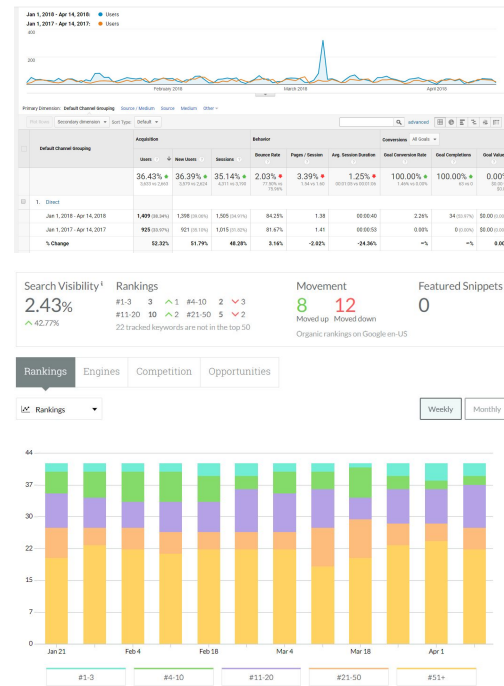 Jan 1, 2018 - Apr 14, 2018: Users
Jan 1, 2017 - Apr 14, 2017: Users
400
200
February 2018 March 2018 April 2018
Primary Dimension: Default Channel Grouping Source / Medium Source Medium Other
Plot Rows Secondary dimension Sort Type: Default advanced
Default Channel Grouping Acquisition Behavior Conversions All Goals
Users New Users Sessions Bounce Rate Pages / Session Avg. Session Duration Goal Conversion Rate Goal Completions Goal Value
36.43% 36.39% 35.14% 2.03% 3.39% 1.25% 100.00% 100.00% 0.00%
1. Direct
Jan 1, 2018 - Apr 14, 2018 1,409 1,398 1,505 84.25% 1.38 00:00:40 2.26% 34 $0.00
Jan 1, 2017 - Apr 14, 2017 925 921 1,015 81.67% 1.41 00:00:53 0.00% 0 $0.00
% Change 52.32% 51.79% 48.28% 3.16% -2.02% -24.36% –% –% 0.00
Search Visibility Rankings Movement Featured Snippets
2.43% #1-3 3 1 #4-10 2 3 8 12 0
42.77% #11-20 10 2 #21-50 5 2 Moved up Moved down
22 tracked keywords are not in the top 50 Organic rankings on Google en-US
Rankings Engines Competition Opportunities
Rankings Weekly Monthly
44
37
30
22
15
7
0
Jan 21 Feb 4 Feb 18 Mar 4 Mar 18 Apr 1
#1-3 #4-10 #11-20 #21-50 #51+